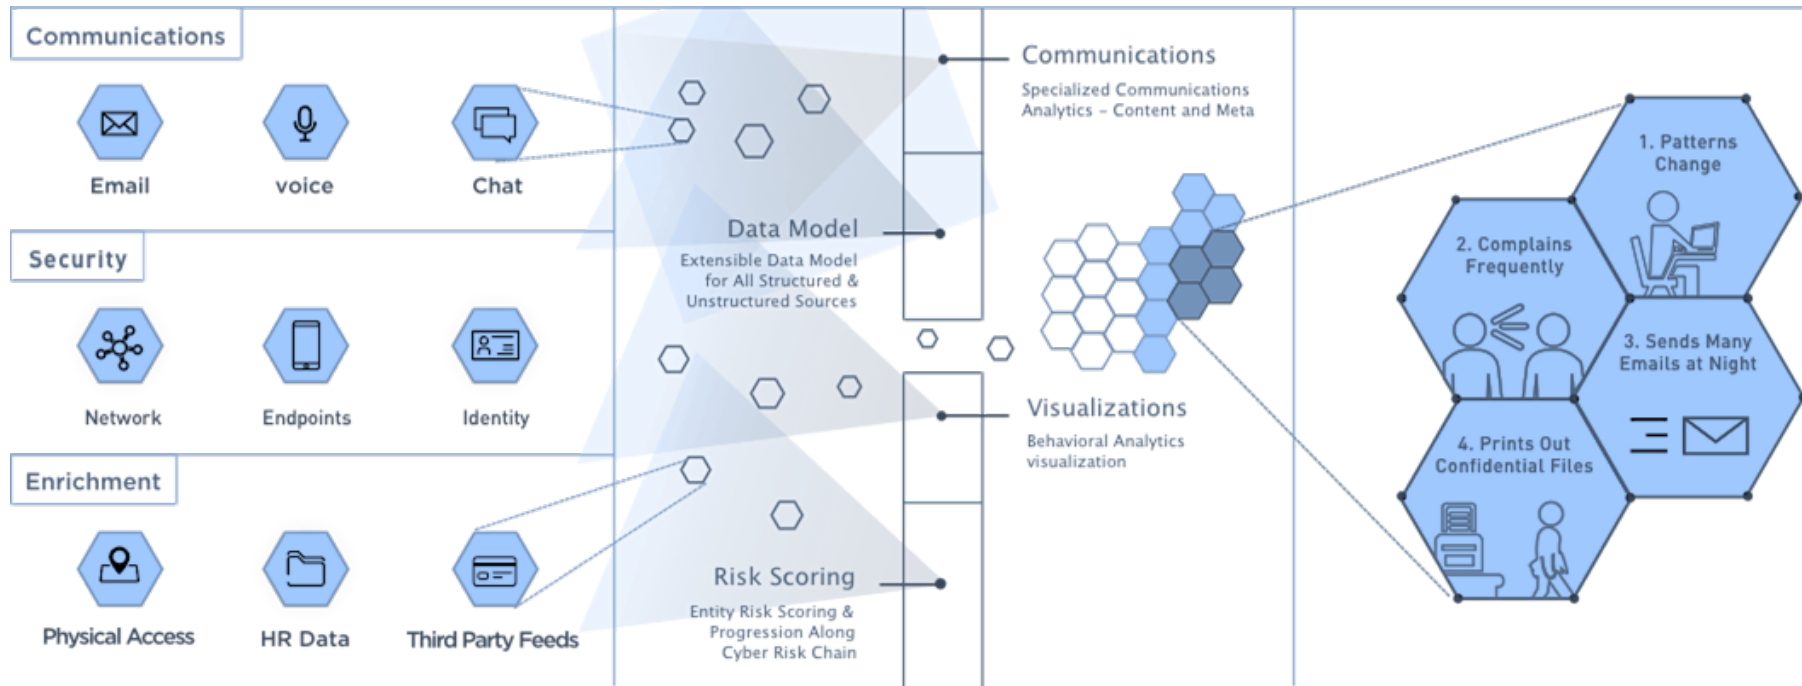 Communications
Email
voice
Chat
Security
Network
Endpoints
Identity
Enrichment
Physical Access
HR Data
Third Party Feeds
Communications
Specialized Communications
Analytics – Content and Meta
Data Model
Extensible Data Model
for All Structured &
Unstructured Sources
Visualizations
Behavioral Analytics
visualization
Risk Scoring
Entity Risk Scoring &
Progression Along
Cyber Risk Chain
1. Patterns
Change
2. Complains
Frequently
3. Sends Many
Emails at Night
4. Prints Out
Confidential Files